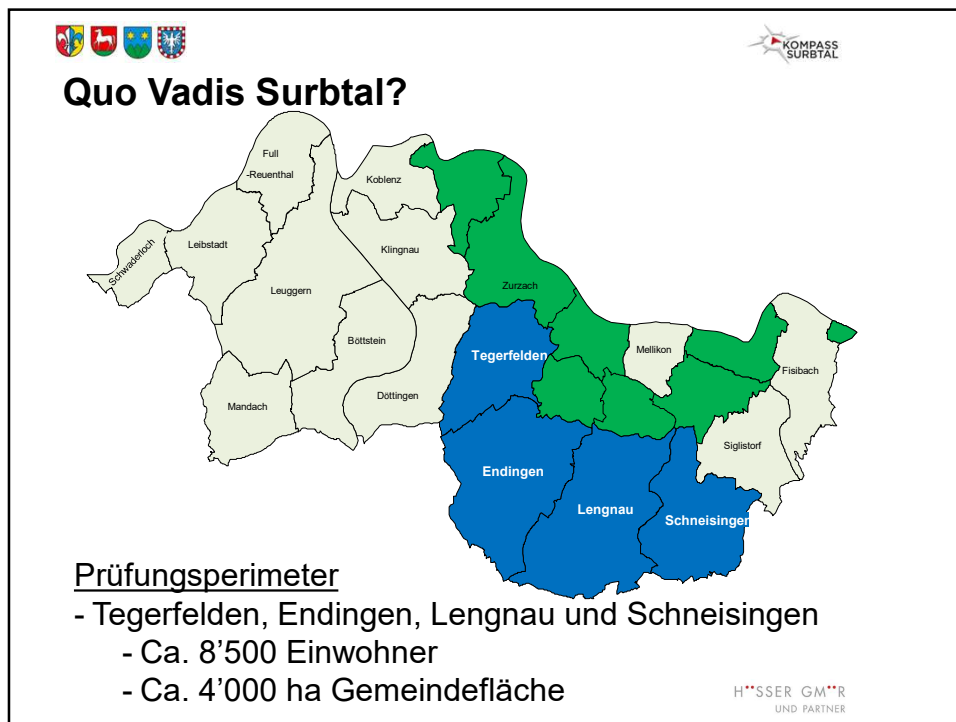 KOMPASS
SURBTAL
Quo Vadis Surbtal?
Full
-Reuenthal
Koblenz
Schwaderloch
Leibstadt
Klingnau
Leuggern
Zurzach
Böttstein
Tegerfelden
Mellikon
Fisibach
Mandach
Döttingen
Siglistorf
Endingen
Lengnau
Schneisingen
Prüfungsperimeter
- Tegerfelden, Endingen, Lengnau und Schneisingen
- Ca. 8’500 Einwohner
- Ca. 4’000 ha Gemeindefläche
H¨SSER GM¨R
UND PARTNER